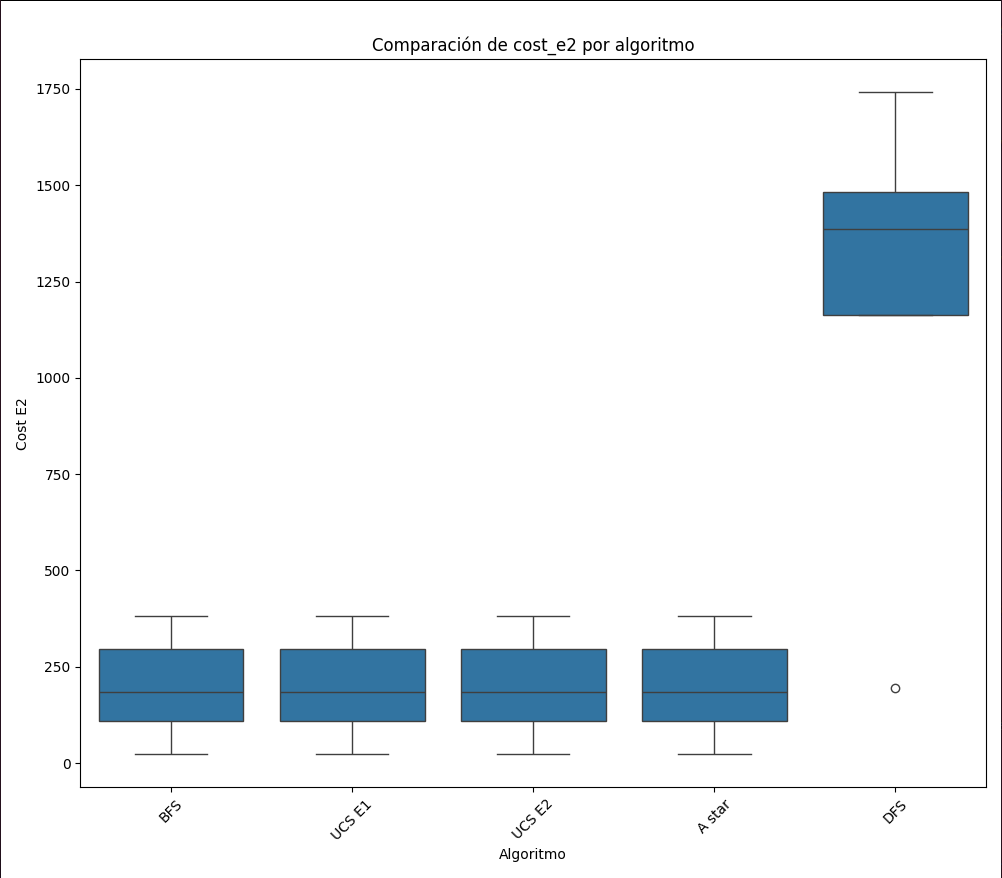 Comparación de cost_e2 por algoritmo
1750
1500
1250
1000
750
500
250
0
Cost E2
BFS
UCS E1
UCS E2
A star
DFS
Algoritmo